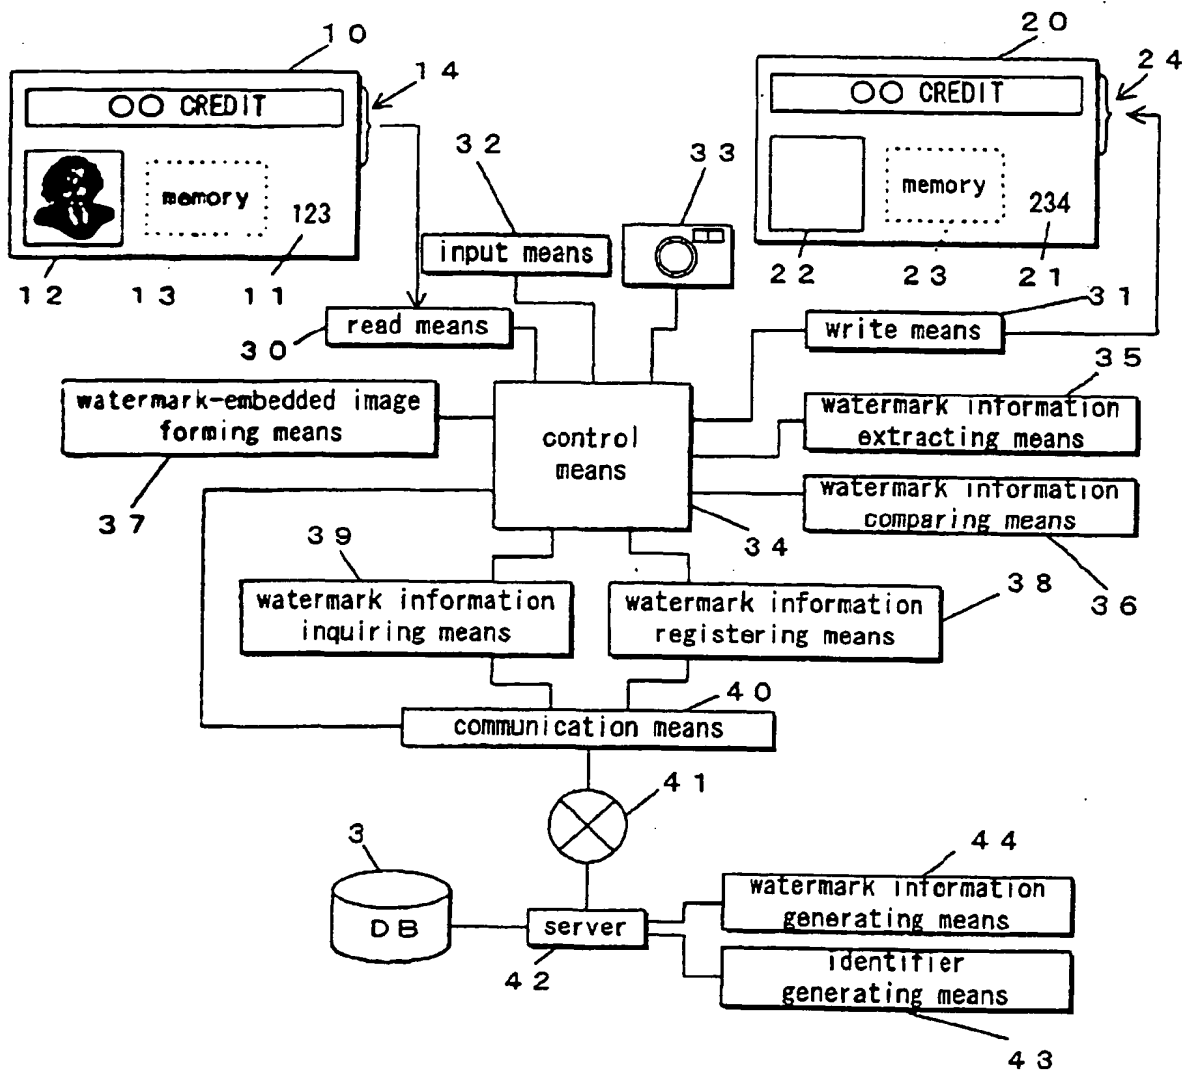 10
20
14
24
○○ CREDIT
○○ CREDIT
32
33
memory
memory
123
234
input means
12
13
11
22
23
21
31
read means
write means
30
35
watermark-embedded image
forming means
control
means
watermark information
extracting means
watermark information
comparing means
37
39
34
38
36
watermark information
inquiring means
watermark information
registering means
40
communication means
41
3
44
DB
server
watermark information
generating means
42
identifier
generating means
43